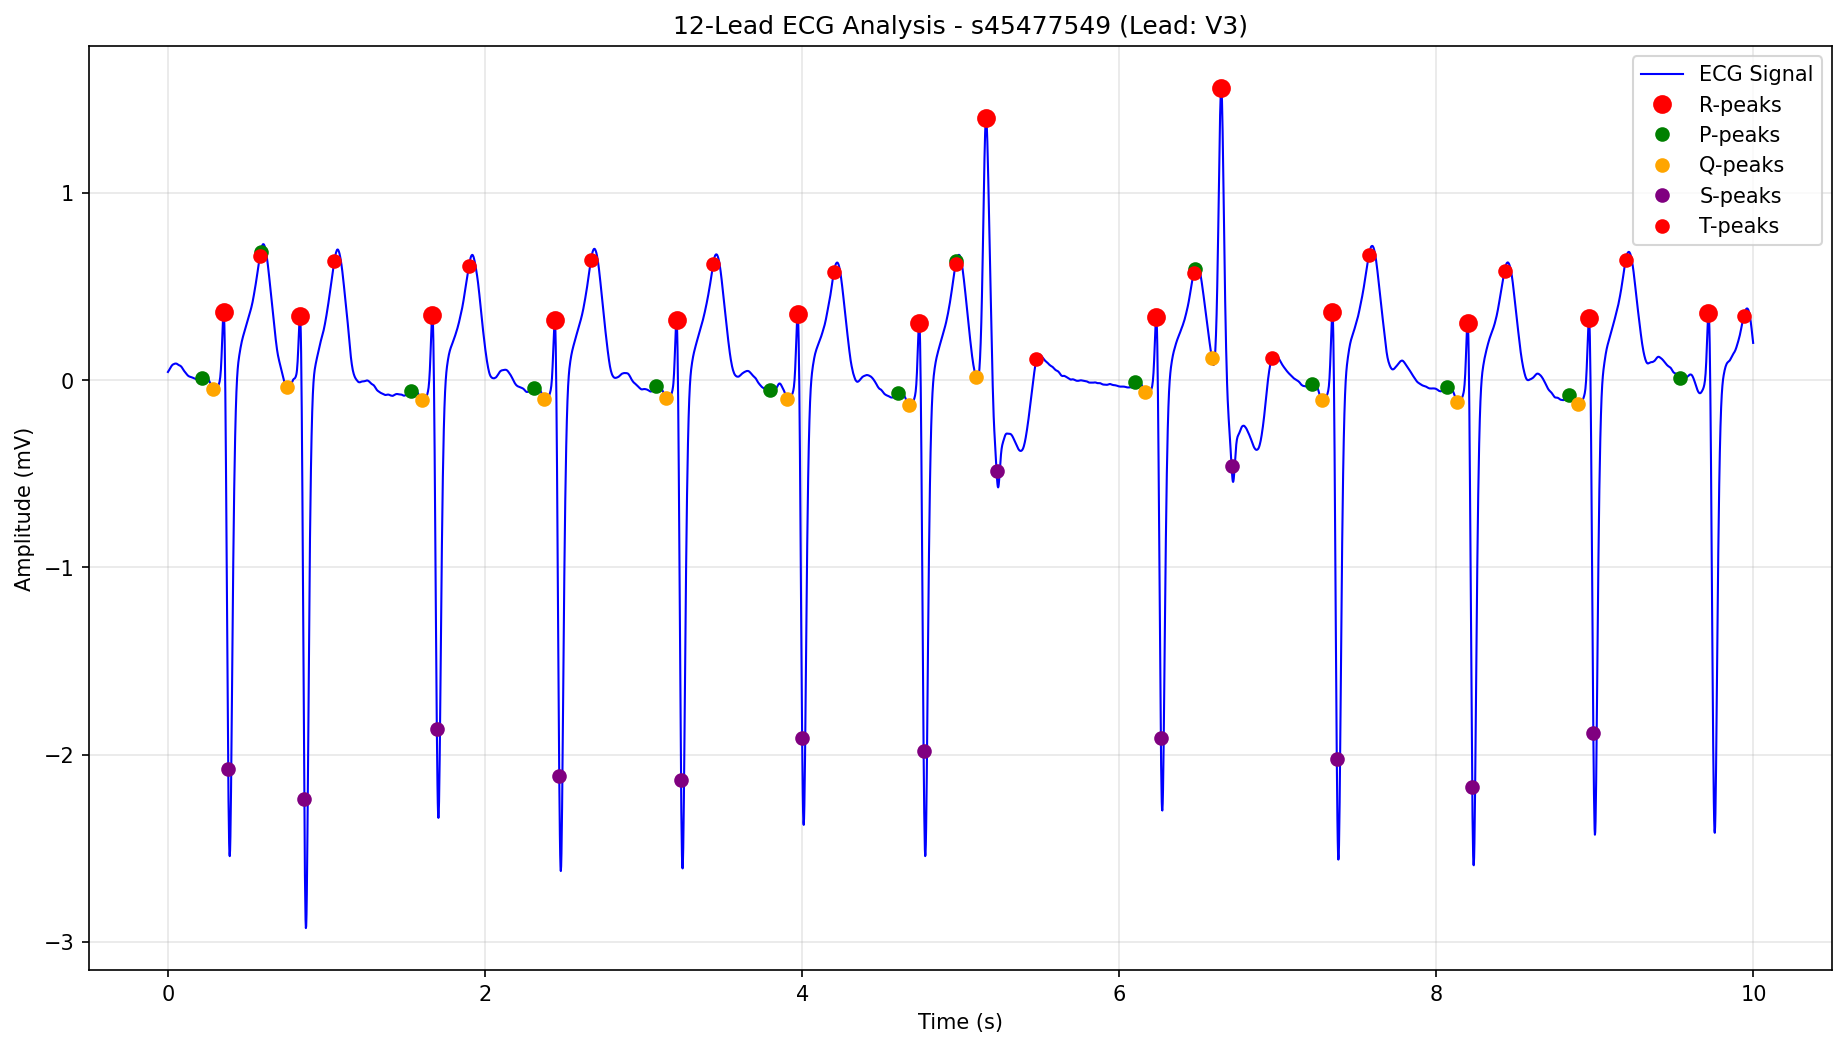 12-Lead ECG Analysis - s45477549 (Lead: V3)
ECG Signal
R-peaks
P-peaks
Q-peaks
S-peaks
T-peaks
1
0
−1
−2
−3
Amplitude (mV)
0
2
4
6
8
10
Time (s)